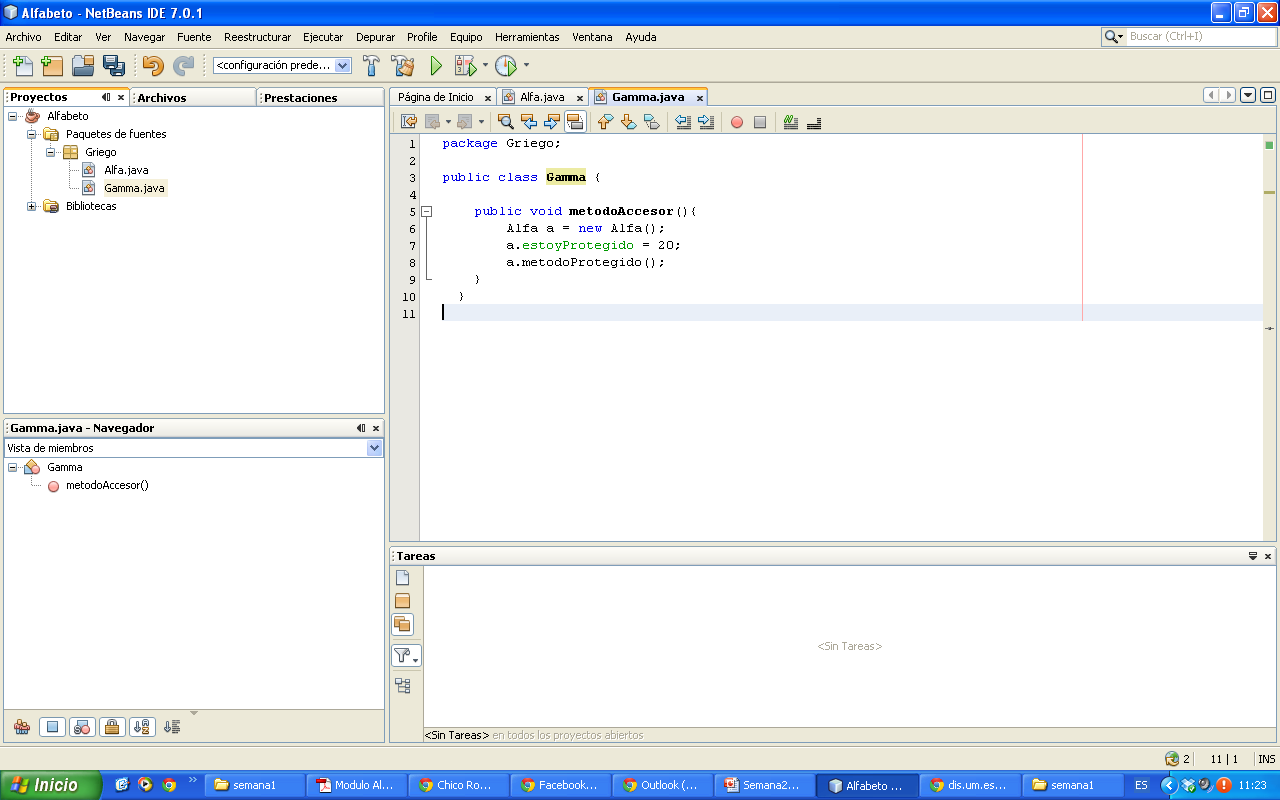 Alfabeto - NetBeans IDE 7.0.1
Archivo Editar Ver Navegar Fuente Reestructurar Ejecutar Depurar Profile Equipo Herramientas Ventana Ayuda
Buscar (Ctrl+I)
<configuración prede...
Proyectos Archivos Prestaciones
Alfabeto
Paquetes de fuentes
Griego
Alfa.java
Gamma.java
Bibliotecas
Gamma.java - Navegador
Vista de miembros
Gamma
metodoAccesor()
Página de Inicio Alfa.java Gamma.java
1 package Griego;
2
3 public class Gamma {
4
5 public void metodoAccesor(){
6 Alfa a = new Alfa();
7 a.estoyProtegido = 20;
8 a.metodoProtegido();
9 }
10 }
11
Tareas
<Sin Tareas>
<Sin Tareas> en todos los proyectos abiertos
2 11 | 1 INS
Inicio semana1 Modulo Al... Chico Ro... Facebook... Outlook (... Semana2... Alfabeto ... dis.um.es... semana1 ES 11:23